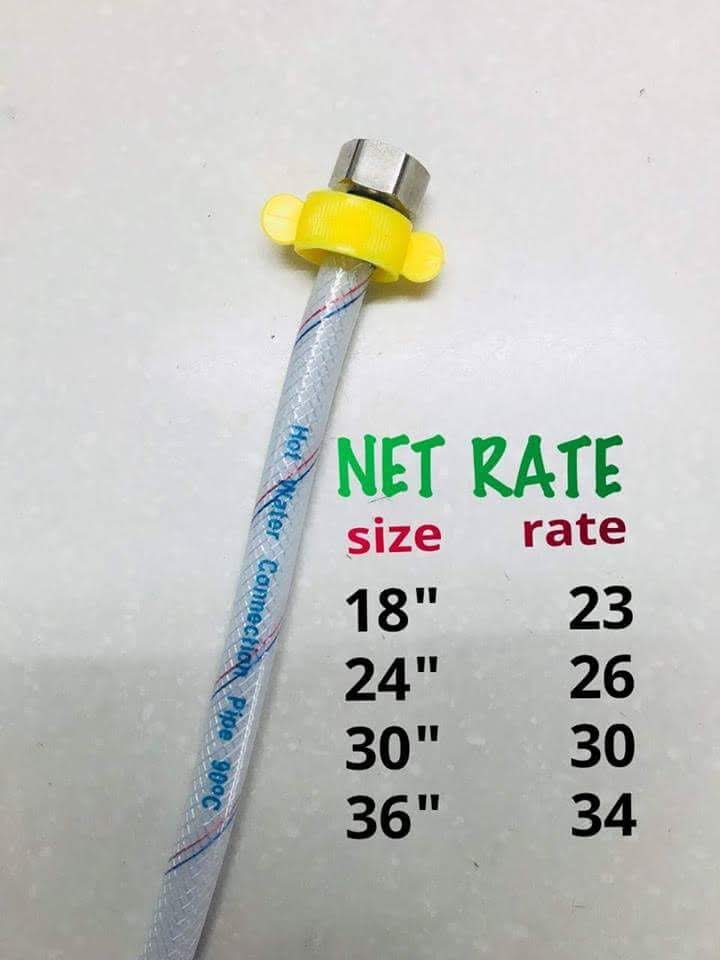 Hot Water Connection Pipe 90°C
NET RATE
size rate
18" 23
24" 26
30" 30
36" 34